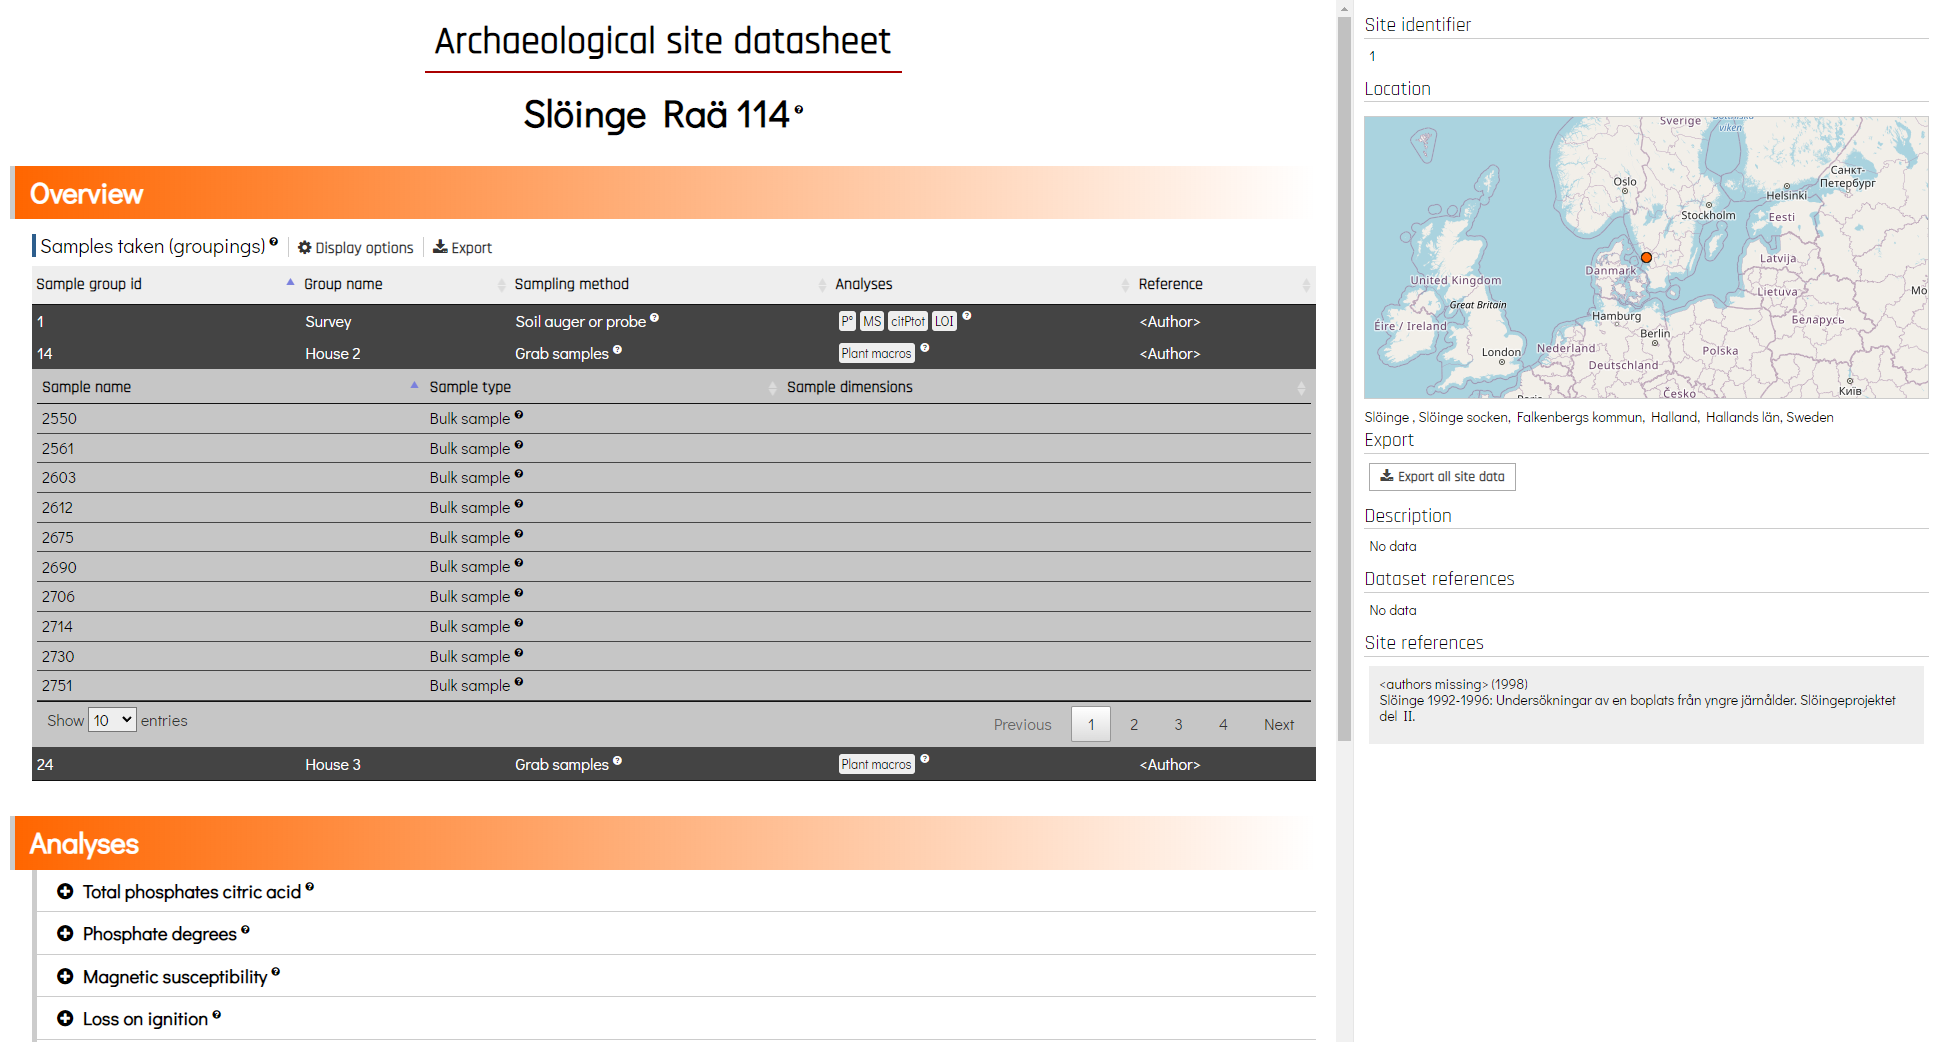 Archaeological site datasheet
Slöinge Raä 114
Overview
Samples taken (groupings) Display options Export
Sample group id Group name Sampling method Analyses Reference
1 Survey Soil auger or probe P° MS citPtot LOI <Author>
14 House 2 Grab samples Plant macros <Author>
Sample name Sample type Sample dimensions
2550 Bulk sample
2561 Bulk sample
2603 Bulk sample
2612 Bulk sample
2675 Bulk sample
2690 Bulk sample
2706 Bulk sample
2714 Bulk sample
2730 Bulk sample
2751 Bulk sample
Show 10 entries Previous 1 2 3 4 Next
24 House 3 Grab samples Plant macros <Author>
Analyses
Total phosphates citric acid
Phosphate degrees
Magnetic susceptibility
Loss on ignition
Site identifier
1
Location
Sverige
viken
Oslo
Санкт-
Петербург
Helsinki
Stockholm
Eesti
Danmark
Latvija
United Kingdom
Lietuva
Mo
Great Britain
Hamburg
Беларусь
Éire / Ireland
Berlin
London
Nederland
Polska
Deutschland
Česko
Київ
Slöinge , Slöinge socken, Falkenbergs kommun, Halland, Hallands län, Sweden
Export
Export all site data
Description
No data
Dataset references
No data
Site references
<authors missing> (1998)
Slöinge 1992-1996: Undersökningar av en boplats från yngre järnålder. Slöingeprojektet
del II.